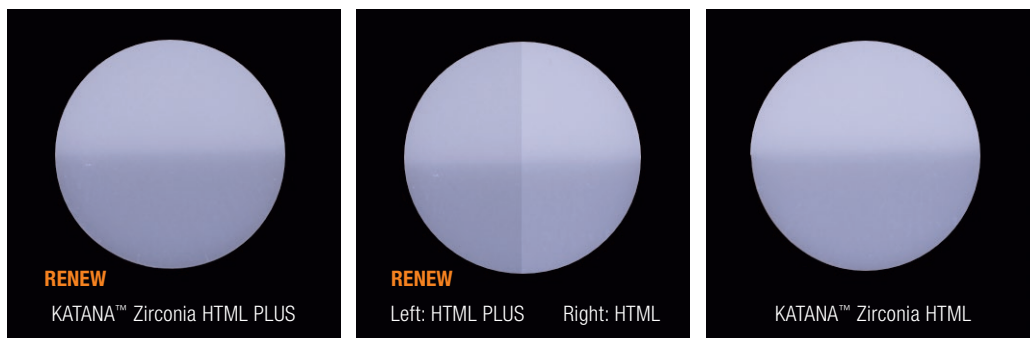 RENEW
KATANA™ Zirconia HTML PLUS
RENEW
Left: HTML PLUS Right: HTML
KATANA™ Zirconia HTML